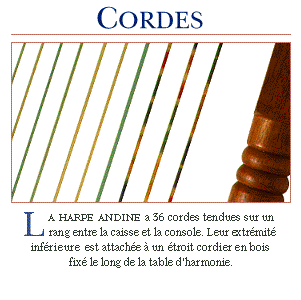 CORDES
LA HARPE ANDINE a 36 cordes tendues sur un
rang entre la caisse et la console. Leur extrémité
inférieure est attachée à un étroit cordier en bois
fixé le long de la table d'harmonie.